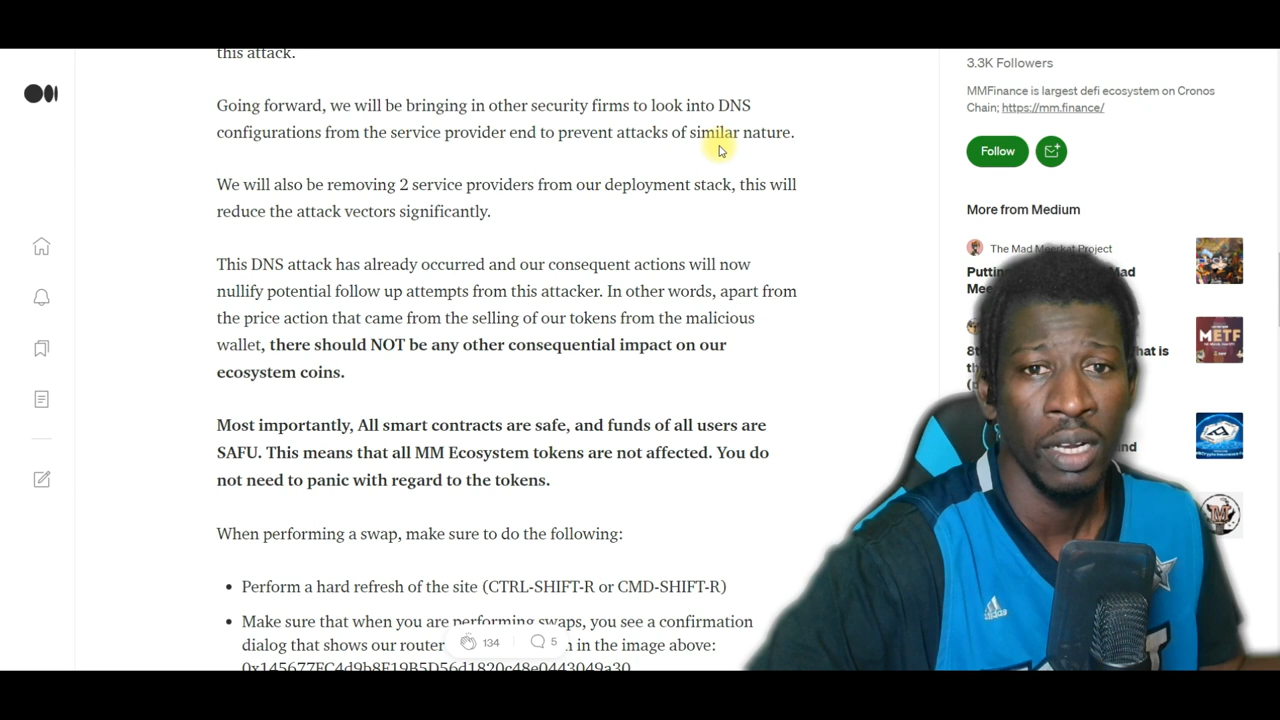 this attack.
Going forward, we will be bringing in other security firms to look into DNS
configurations from the service provider end to prevent attacks of similar nature.
We will also be removing 2 service providers from our deployment stack, this will
reduce the attack vectors significantly.
This DNS attack has already occurred and our consequent actions will now
nullify potential follow up attempts from this attacker. In other words, apart from
the price action that came from the selling of our tokens from the malicious
wallet, there should NOT be any other consequential impact on our
ecosystem coins.
Most importantly, All smart contracts are safe, and funds of all users are
SAFU. This means that all MM Ecosystem tokens are not affected. You do
not need to panic with regard to the tokens.
When performing a swap, make sure to do the following:
• Perform a hard refresh of the site (CTRL-SHIFT-R or CMD-SHIFT-R)
• Make sure that when you are performing swaps, you see a confirmation
dialog that shows our router in the image above:
134
5
3.3K Followers
MMFinance is largest defi ecosystem on Cronos
Chain; https://mm.finance/
Follow
More from Medium
The Mad Meerkat Project
Putting Mad
Mee
METF
8t hat is
adidas